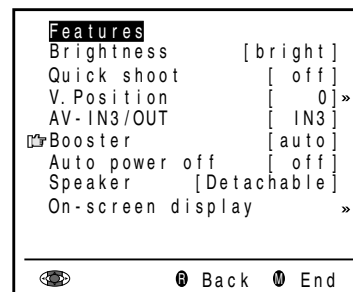 Features
Brightness [bright]
Quick shoot [ off]
V.Position [ 0]»
AV-IN3/OUT [ IN3]
Booster [auto]
Auto power off [ off]
Speaker [Detachable]
On-screen display »
R Back M End